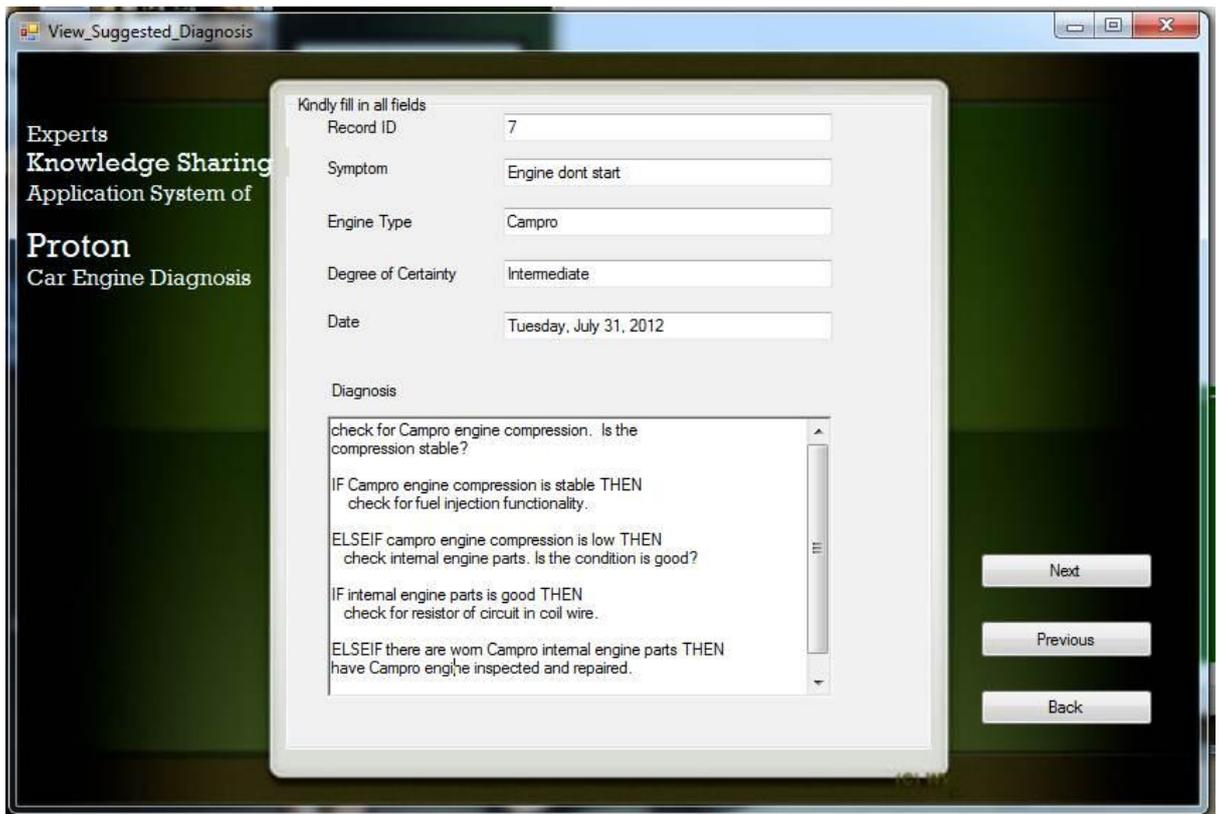 View_Suggested_Diagnosis
Experts
Knowledge Sharing
Application System of
Proton
Car Engine Diagnosis
Kindly fill in all fields
Record ID
7
Symptom
Engine dont start
Engine Type
Campro
Degree of Certainty
Intermediate
Date
Tuesday, July 31, 2012
Diagnosis
check for Campro engine compression. Is the
compression stable?
IF Campro engine compression is stable THEN
check for fuel injection functionality.
ELSEIF campro engine compression is low THEN
check internal engine parts. Is the condition is good?
IF internal engine parts is good THEN
check for resistor of circuit in coil wire.
ELSEIF there are worn Campro internal engine parts THEN
have Campro engine inspected and repaired.
Next
Previous
Back